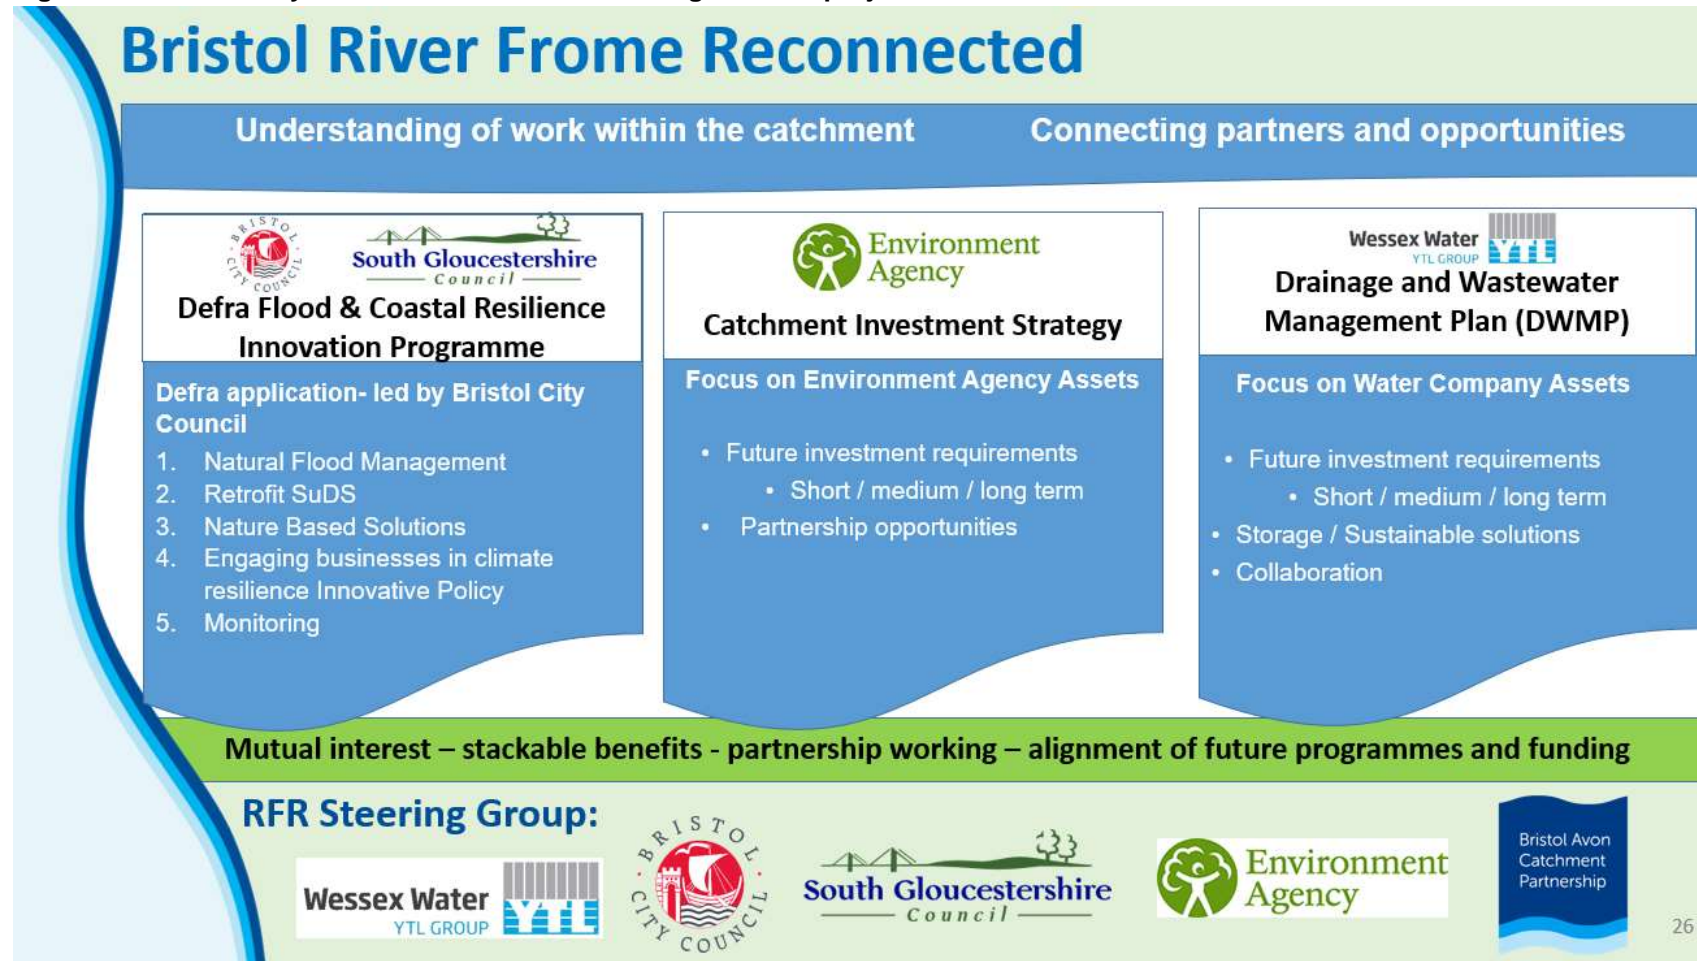 Bristol River Frome Reconnected
Understanding of work within the catchment
Connecting partners and opportunities
BRISTOL CITY COUNCIL
South Gloucestershire
Council
Defra Flood & Coastal Resilience
Innovation Programme
Defra application- led by Bristol City
Council
1. Natural Flood Management
2. Retrofit SuDS
3. Nature Based Solutions
4. Engaging businesses in climate
resilience Innovative Policy
5. Monitoring
Environment
Agency
Catchment Investment Strategy
Focus on Environment Agency Assets
• Future investment requirements
• Short / medium / long term
• Partnership opportunities
Wessex Water
YTL GROUP
YTL
Drainage and Wastewater
Management Plan (DWMP)
Focus on Water Company Assets
• Future investment requirements
• Short / medium / long term
• Storage / Sustainable solutions
• Collaboration
Mutual interest – stackable benefits - partnership working – alignment of future programmes and funding
RFR Steering Group:
Wessex Water
YTL GROUP
YTL
BRISTOL CITY COUNCIL
South Gloucestershire
Council
Environment
Agency
Bristol Avon
Catchment
Partnership
26